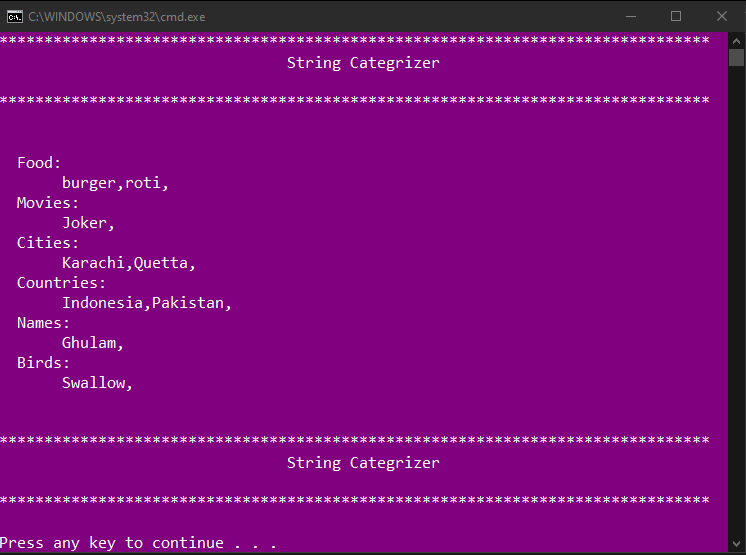 C:\WINDOWS\system32\cmd.exe
*******************************************************************************
String Categrizer
*******************************************************************************
Food:
burger,roti,
Movies:
Joker,
Cities:
Karachi,Quetta,
Countries:
Indonesia,Pakistan,
Names:
Ghulam,
Birds:
Swallow,
*******************************************************************************
String Categrizer
*******************************************************************************
Press any key to continue . . .